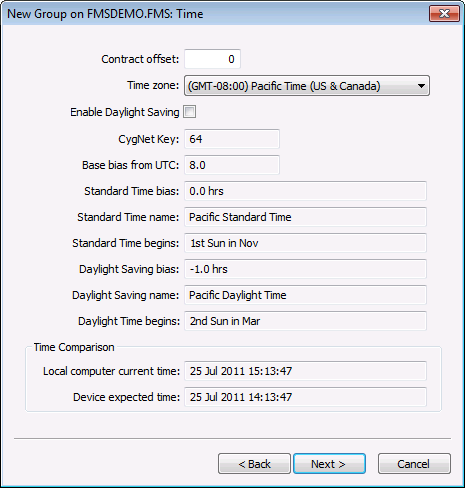 New Group on FMSDEMO.FMS: Time
Contract offset: 0
Time zone: (GMT-08:00) Pacific Time (US & Canada)
Enable Daylight Saving
CygNet Key: 64
Base bias from UTC: 8.0
Standard Time bias: 0.0 hrs
Standard Time name: Pacific Standard Time
Standard Time begins: 1st Sun in Nov
Daylight Saving bias: -1.0 hrs
Daylight Saving name: Pacific Daylight Time
Daylight Time begins: 2nd Sun in Mar
Time Comparison
Local computer current time: 25 Jul 2011 15:13:47
Device expected time: 25 Jul 2011 14:13:47
< Back Next > Cancel